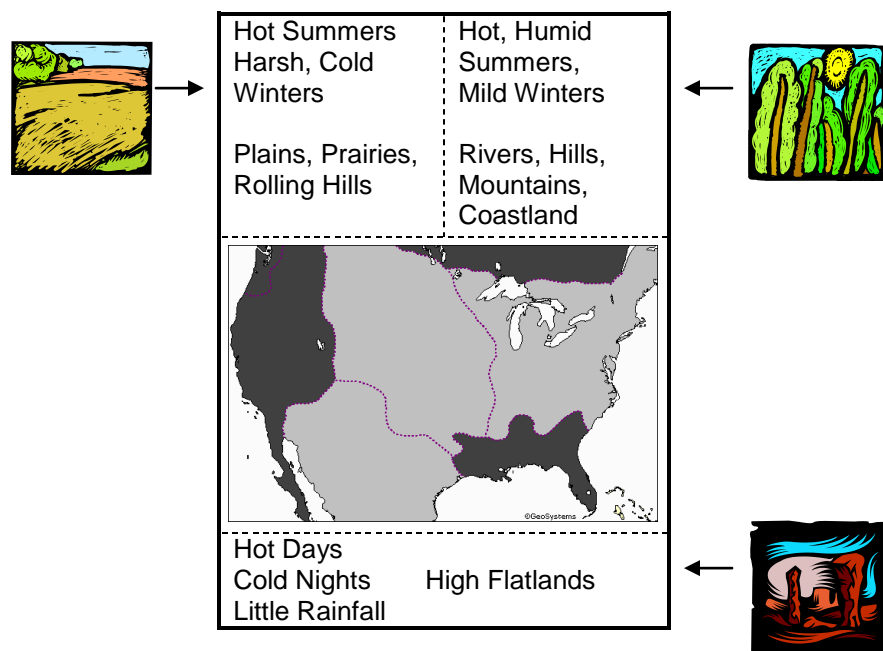 Hot Summers
Harsh, Cold
Winters
Plains, Prairies,
Rolling Hills
Hot, Humid
Summers,
Mild Winters
Rivers, Hills,
Mountains,
Coastland
©GeoSystems
Hot Days
Cold Nights
Little Rainfall
High Flatlands